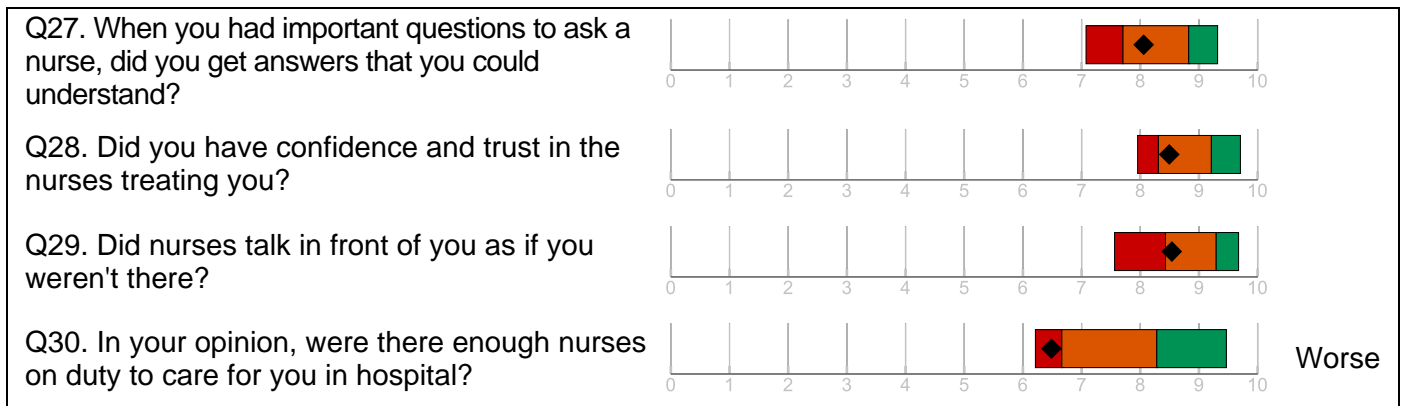 Q27. When you had important questions to ask a
nurse, did you get answers that you could
understand?
0 1 2 3 4 5 6 7 8 9 10
Q28. Did you have confidence and trust in the
nurses treating you?
0 1 2 3 4 5 6 7 8 9 10
Q29. Did nurses talk in front of you as if you
weren't there?
0 1 2 3 4 5 6 7 8 9 10
Q30. In your opinion, were there enough nurses
on duty to care for you in hospital?
Worse
0 1 2 3 4 5 6 7 8 9 10